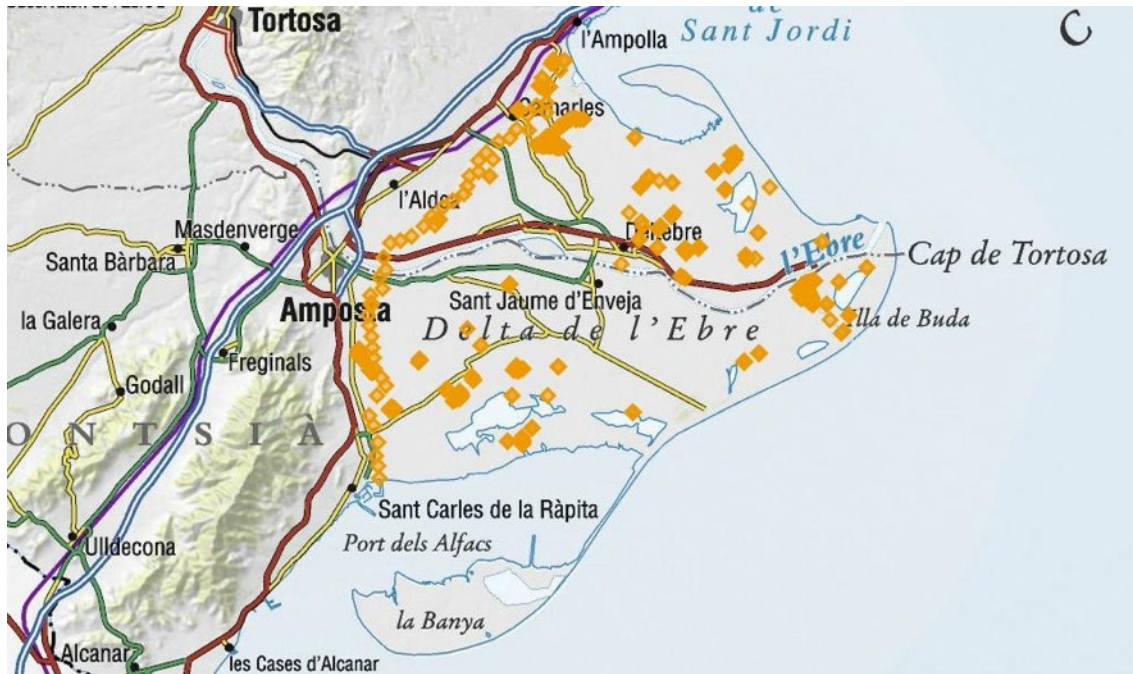 Tortosa
l'Ampolla
de
Sant Jordi
Camarles
l'Aldea
Masdenverge
Santa Bàrbara
Deltebre
l'Ebre
Cap de Tortosa
Amposta
Sant Jaume d'Enveja
la Galera
Delta de l'Ebre
Illa de Buda
Freginals
Godall
ONTSIÀ
Sant Carles de la Ràpita
Ulldecona
Port dels Alfacs
la Banya
Alcanar
les Cases d'Alcanar